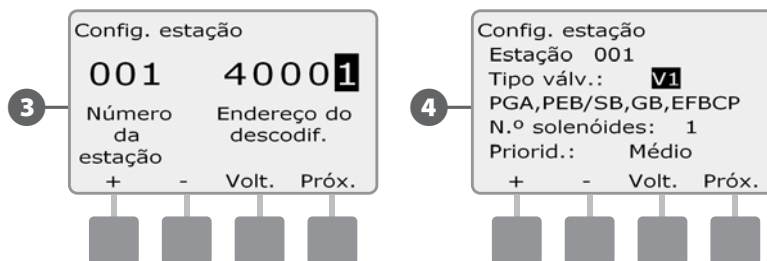 3
Config. estação
001 40001
Número da estação
Endereço do descodif.
+ - Volt. Próx.
4
Config. estação
Estação 001
Tipo válv.: V1
PGA,PEB/SB,GB,EFBCP
N.º solenóides: 1
Priorid.: Médio
+ - Volt. Próx.